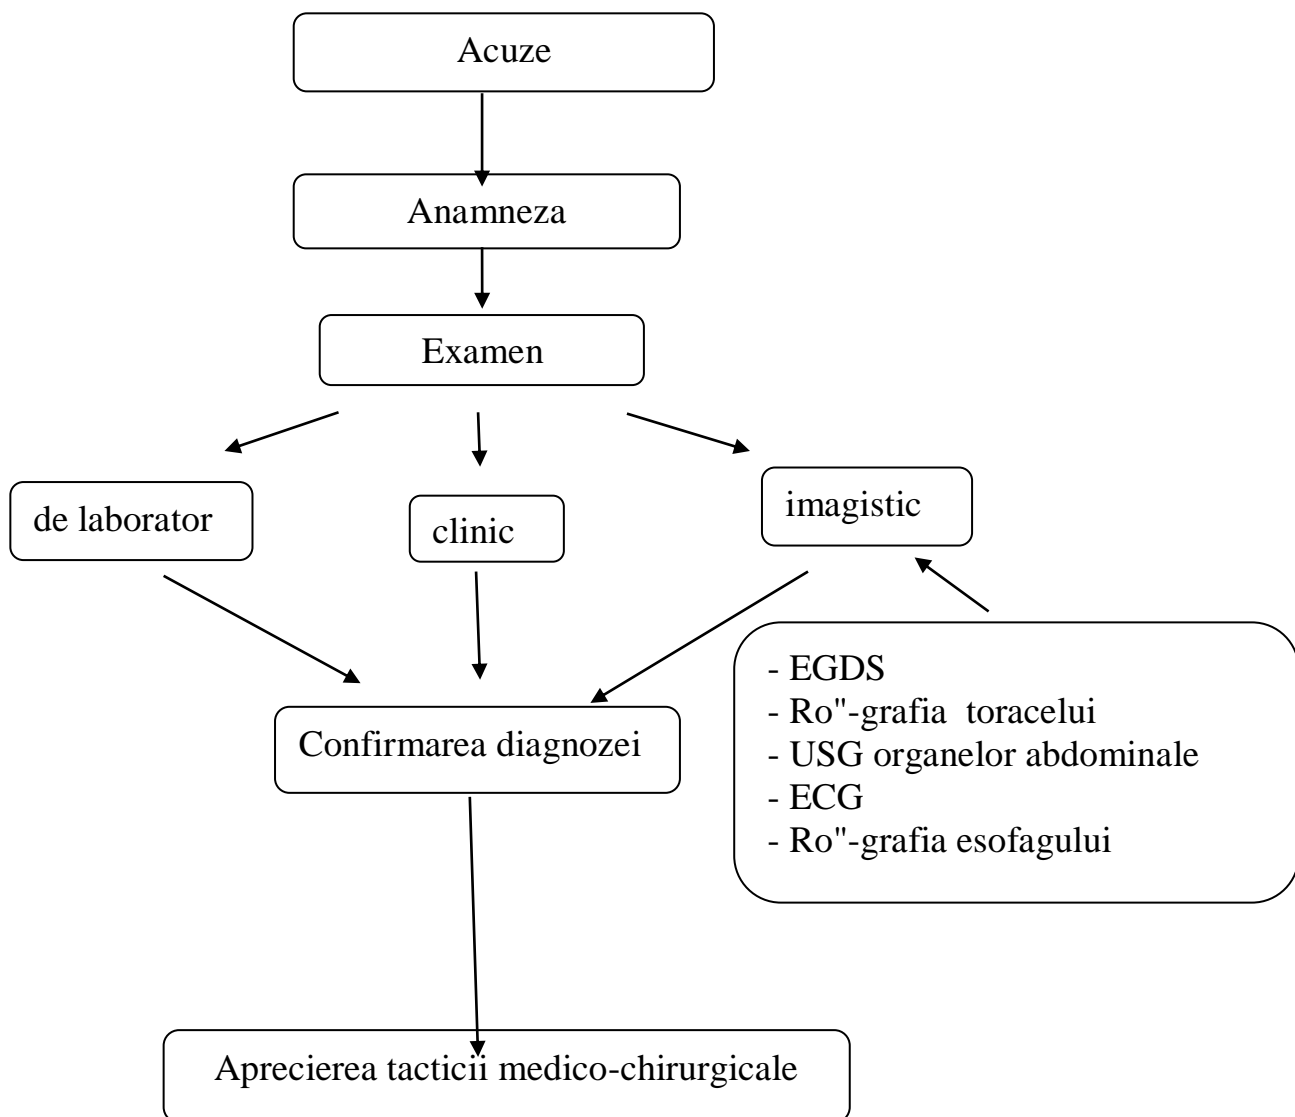 Acuze
Anamneza
Examen
de laborator
clinic
imagistic
- EGDS
- Ro"-grafia  toracelui
- USG organelor abdominale
- ECG
- Ro"-grafia esofagului
Confirmarea diagnozei
Aprecierea tacticii medico-chirurgicale